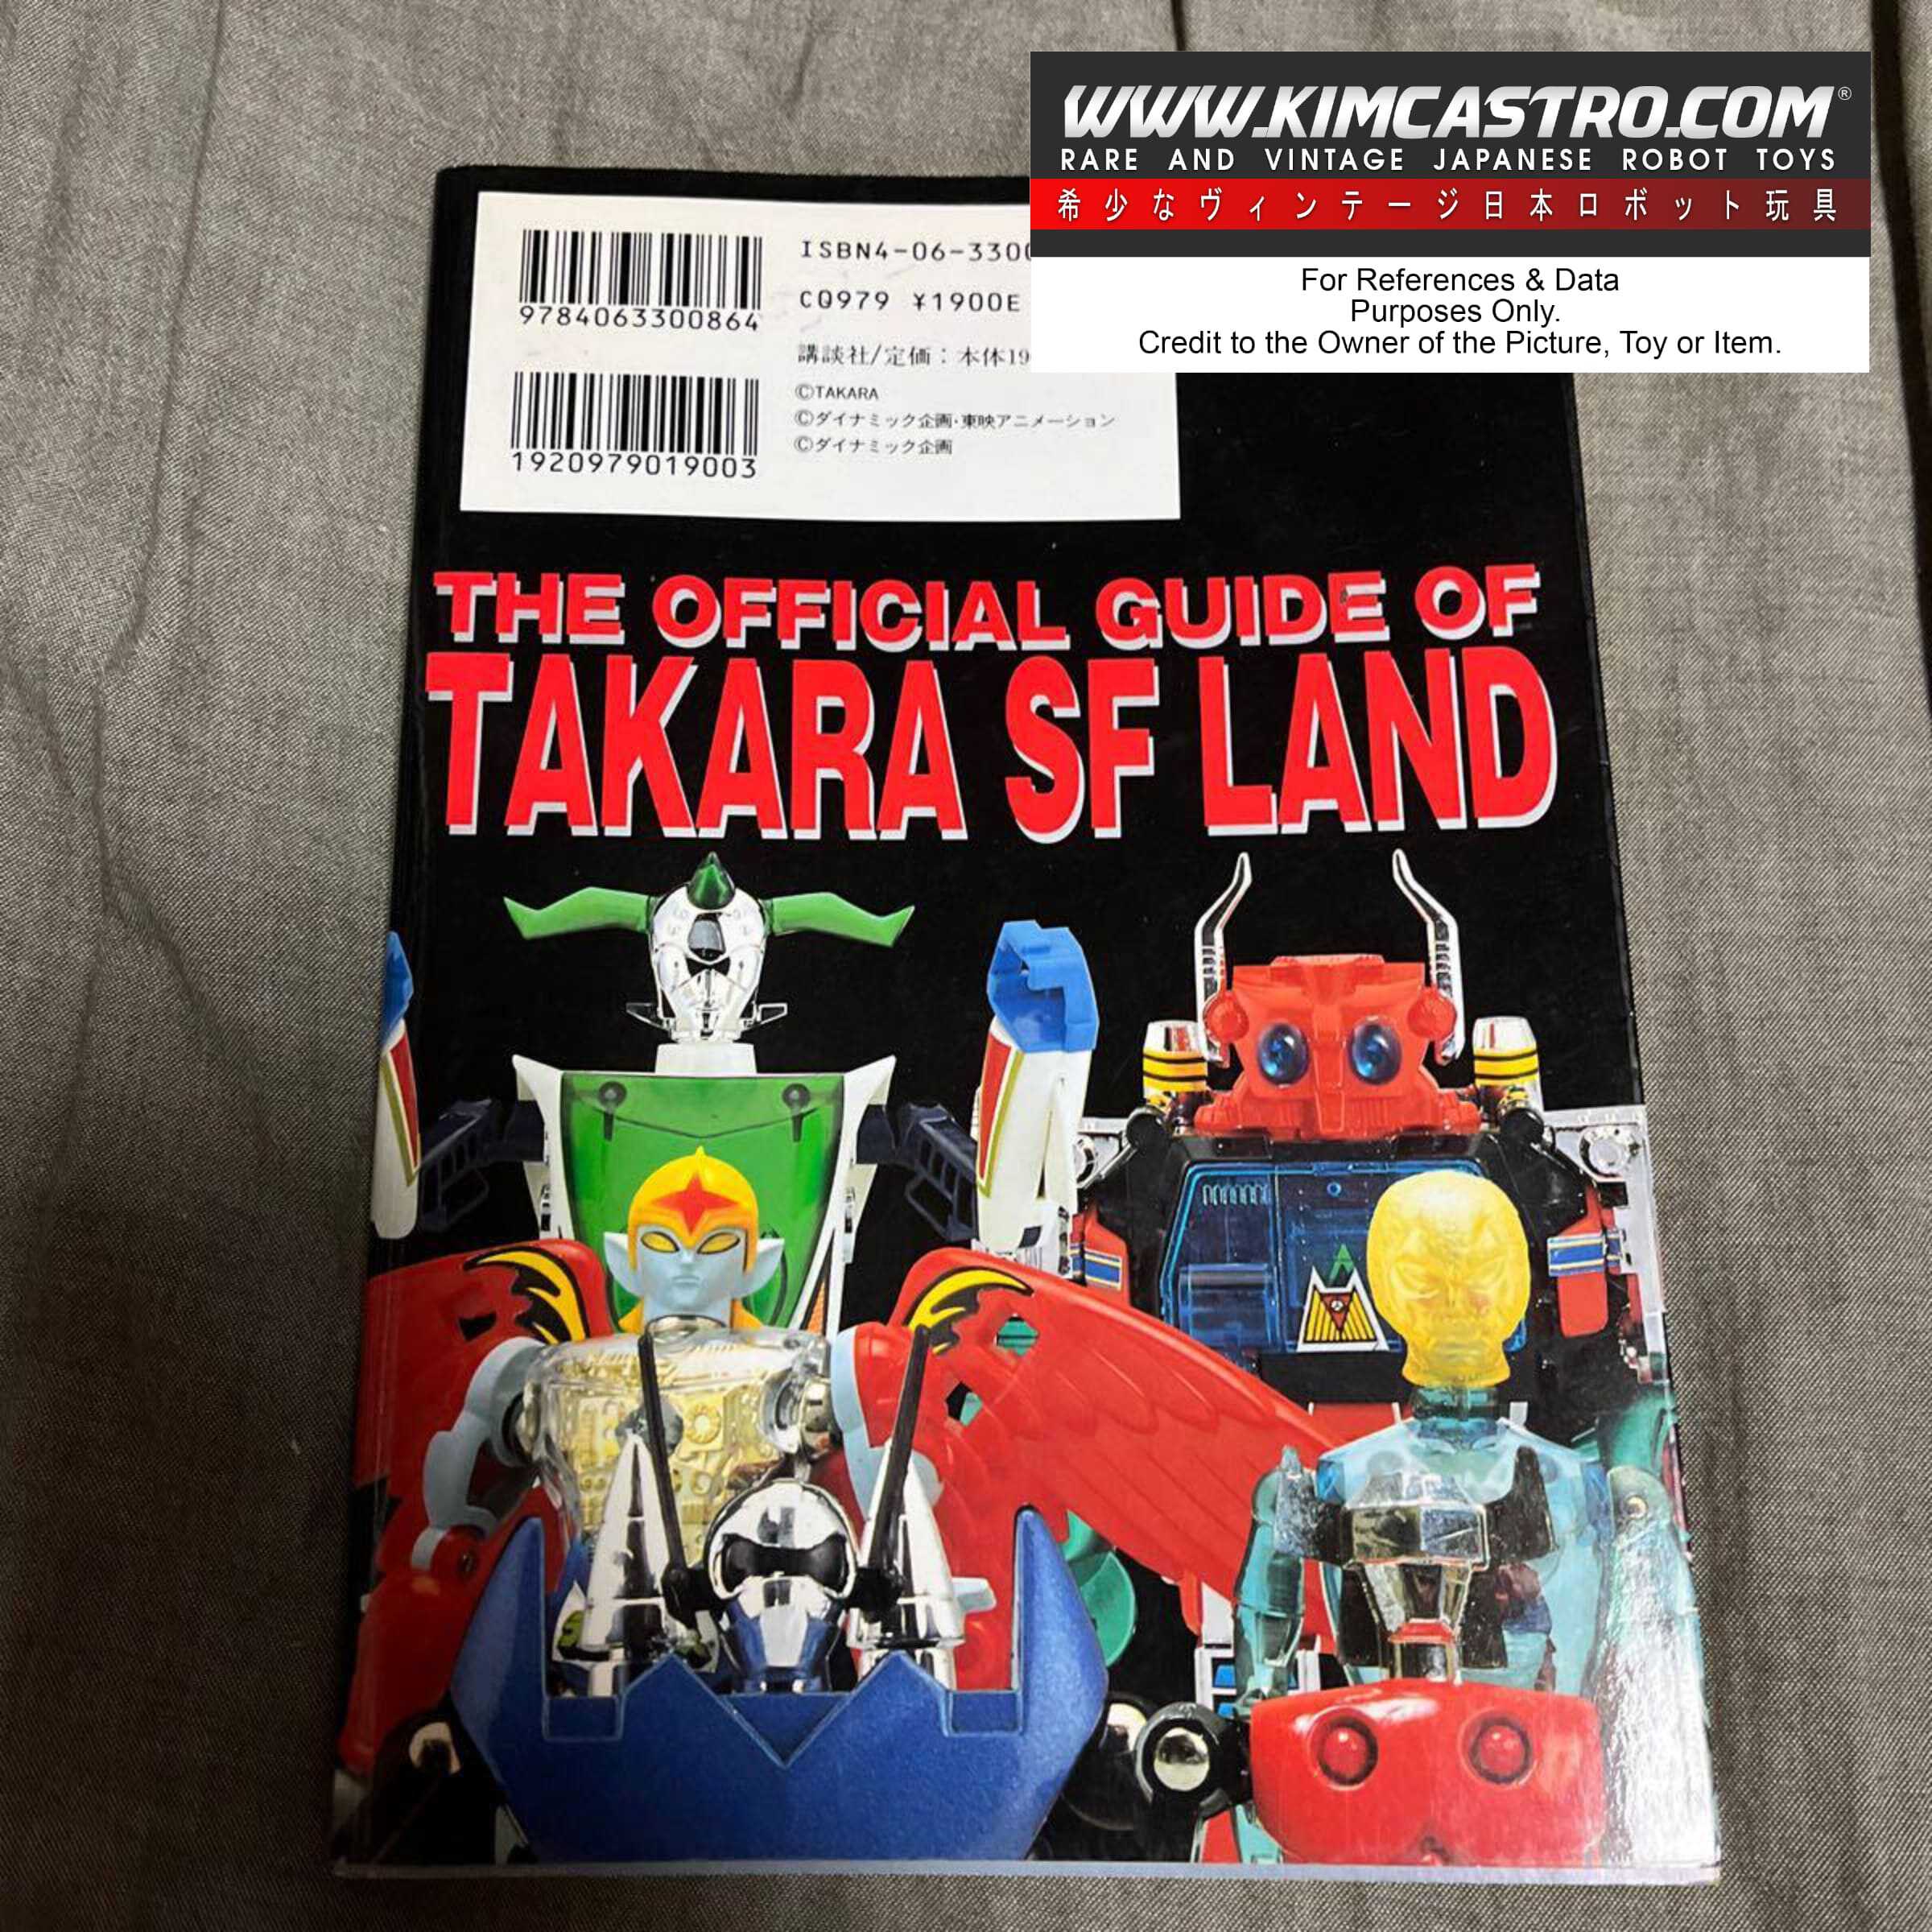 WWW.KIMCASTRO.COM®
RARE AND VINTAGE JAPANESE ROBOT TOYS
希少なヴィンテージ日本ロボット玩具
For References & Data
Purposes Only.
Credit to the Owner of the Picture, Toy or Item.
ISBN4-06-3300
9784063300864
C0979 ¥1900E
講談社/定価：本体19
1920979019003
©TAKARA
©ダイナミック企画・東映アニメーション
©ダイナミック企画
THE OFFICIAL GUIDE OF
TAKARA SF LAND